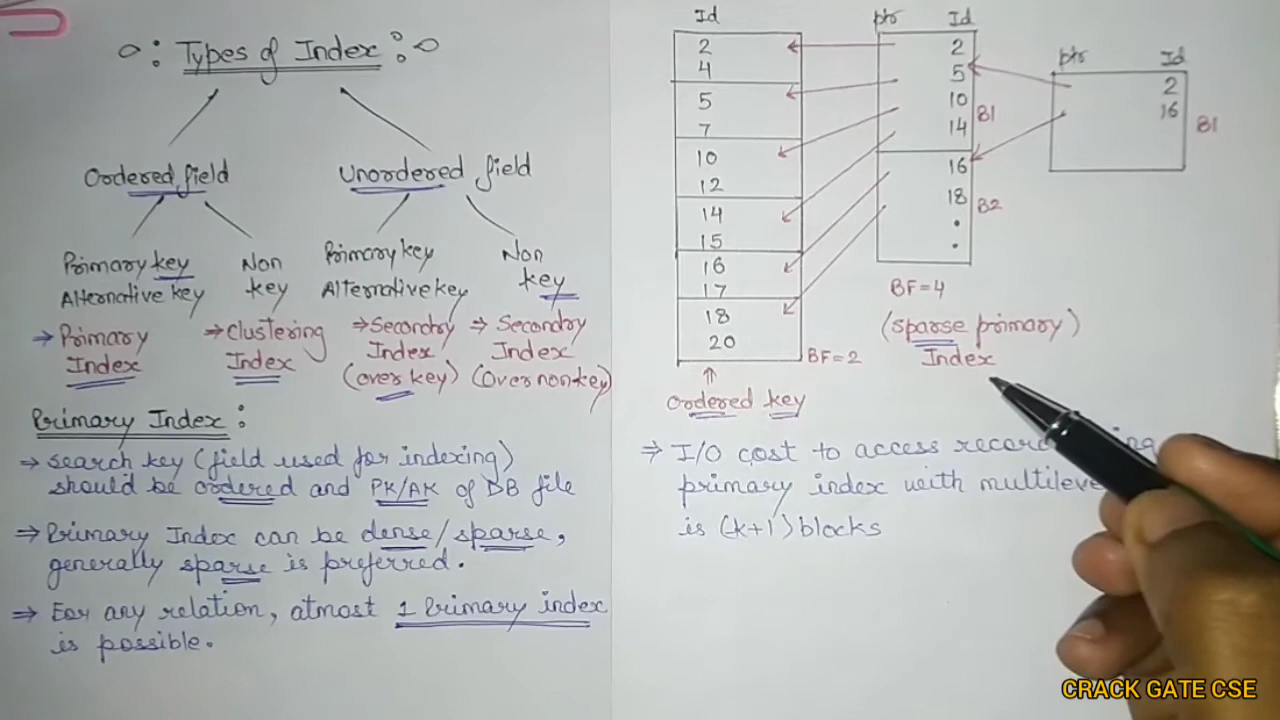 Types of Index
Ordered field
Unordered field
Primary key
Alternative key
Non
key
Primary key
Alternative key
Non
key
⇒ Primary
Index
⇒ Clustering
Index
⇒ Secondry
Index
(over key)
⇒ Secondry
Index
(Over non key)
Primary Index :
⇒ Search key (field used for indexing)
should be ordered and PK/AK of DB file
⇒ Primary Index can be dense/sparse,
generally sparse is preferred.
⇒ For any relation, atmost 1 Primary index
is possible.
Id
2
4
5
7
10
12
14
15
16
17
18
20
BF=2
Ordered key
ptr Id
2
5
10
14
B1
16
18
B2
BF=4
(sparse primary)
Index
ptr Id
2
16
B1
⇒ I/O cost to access record
primary index with multileve
is (k+1) blocks
CRACK GATE CSE